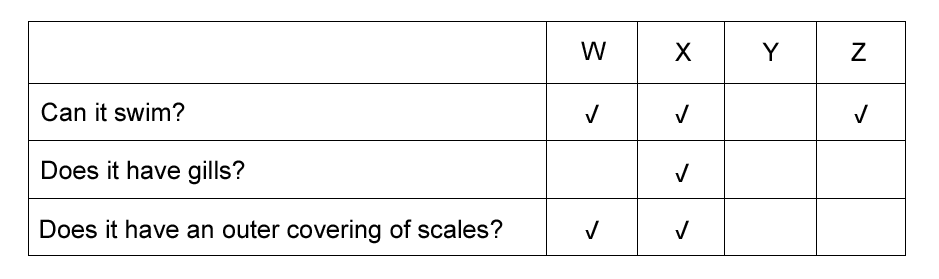 W X Y Z
Can it swim? √ √ √
Does it have gills? √
Does it have an outer covering of scales? √ √